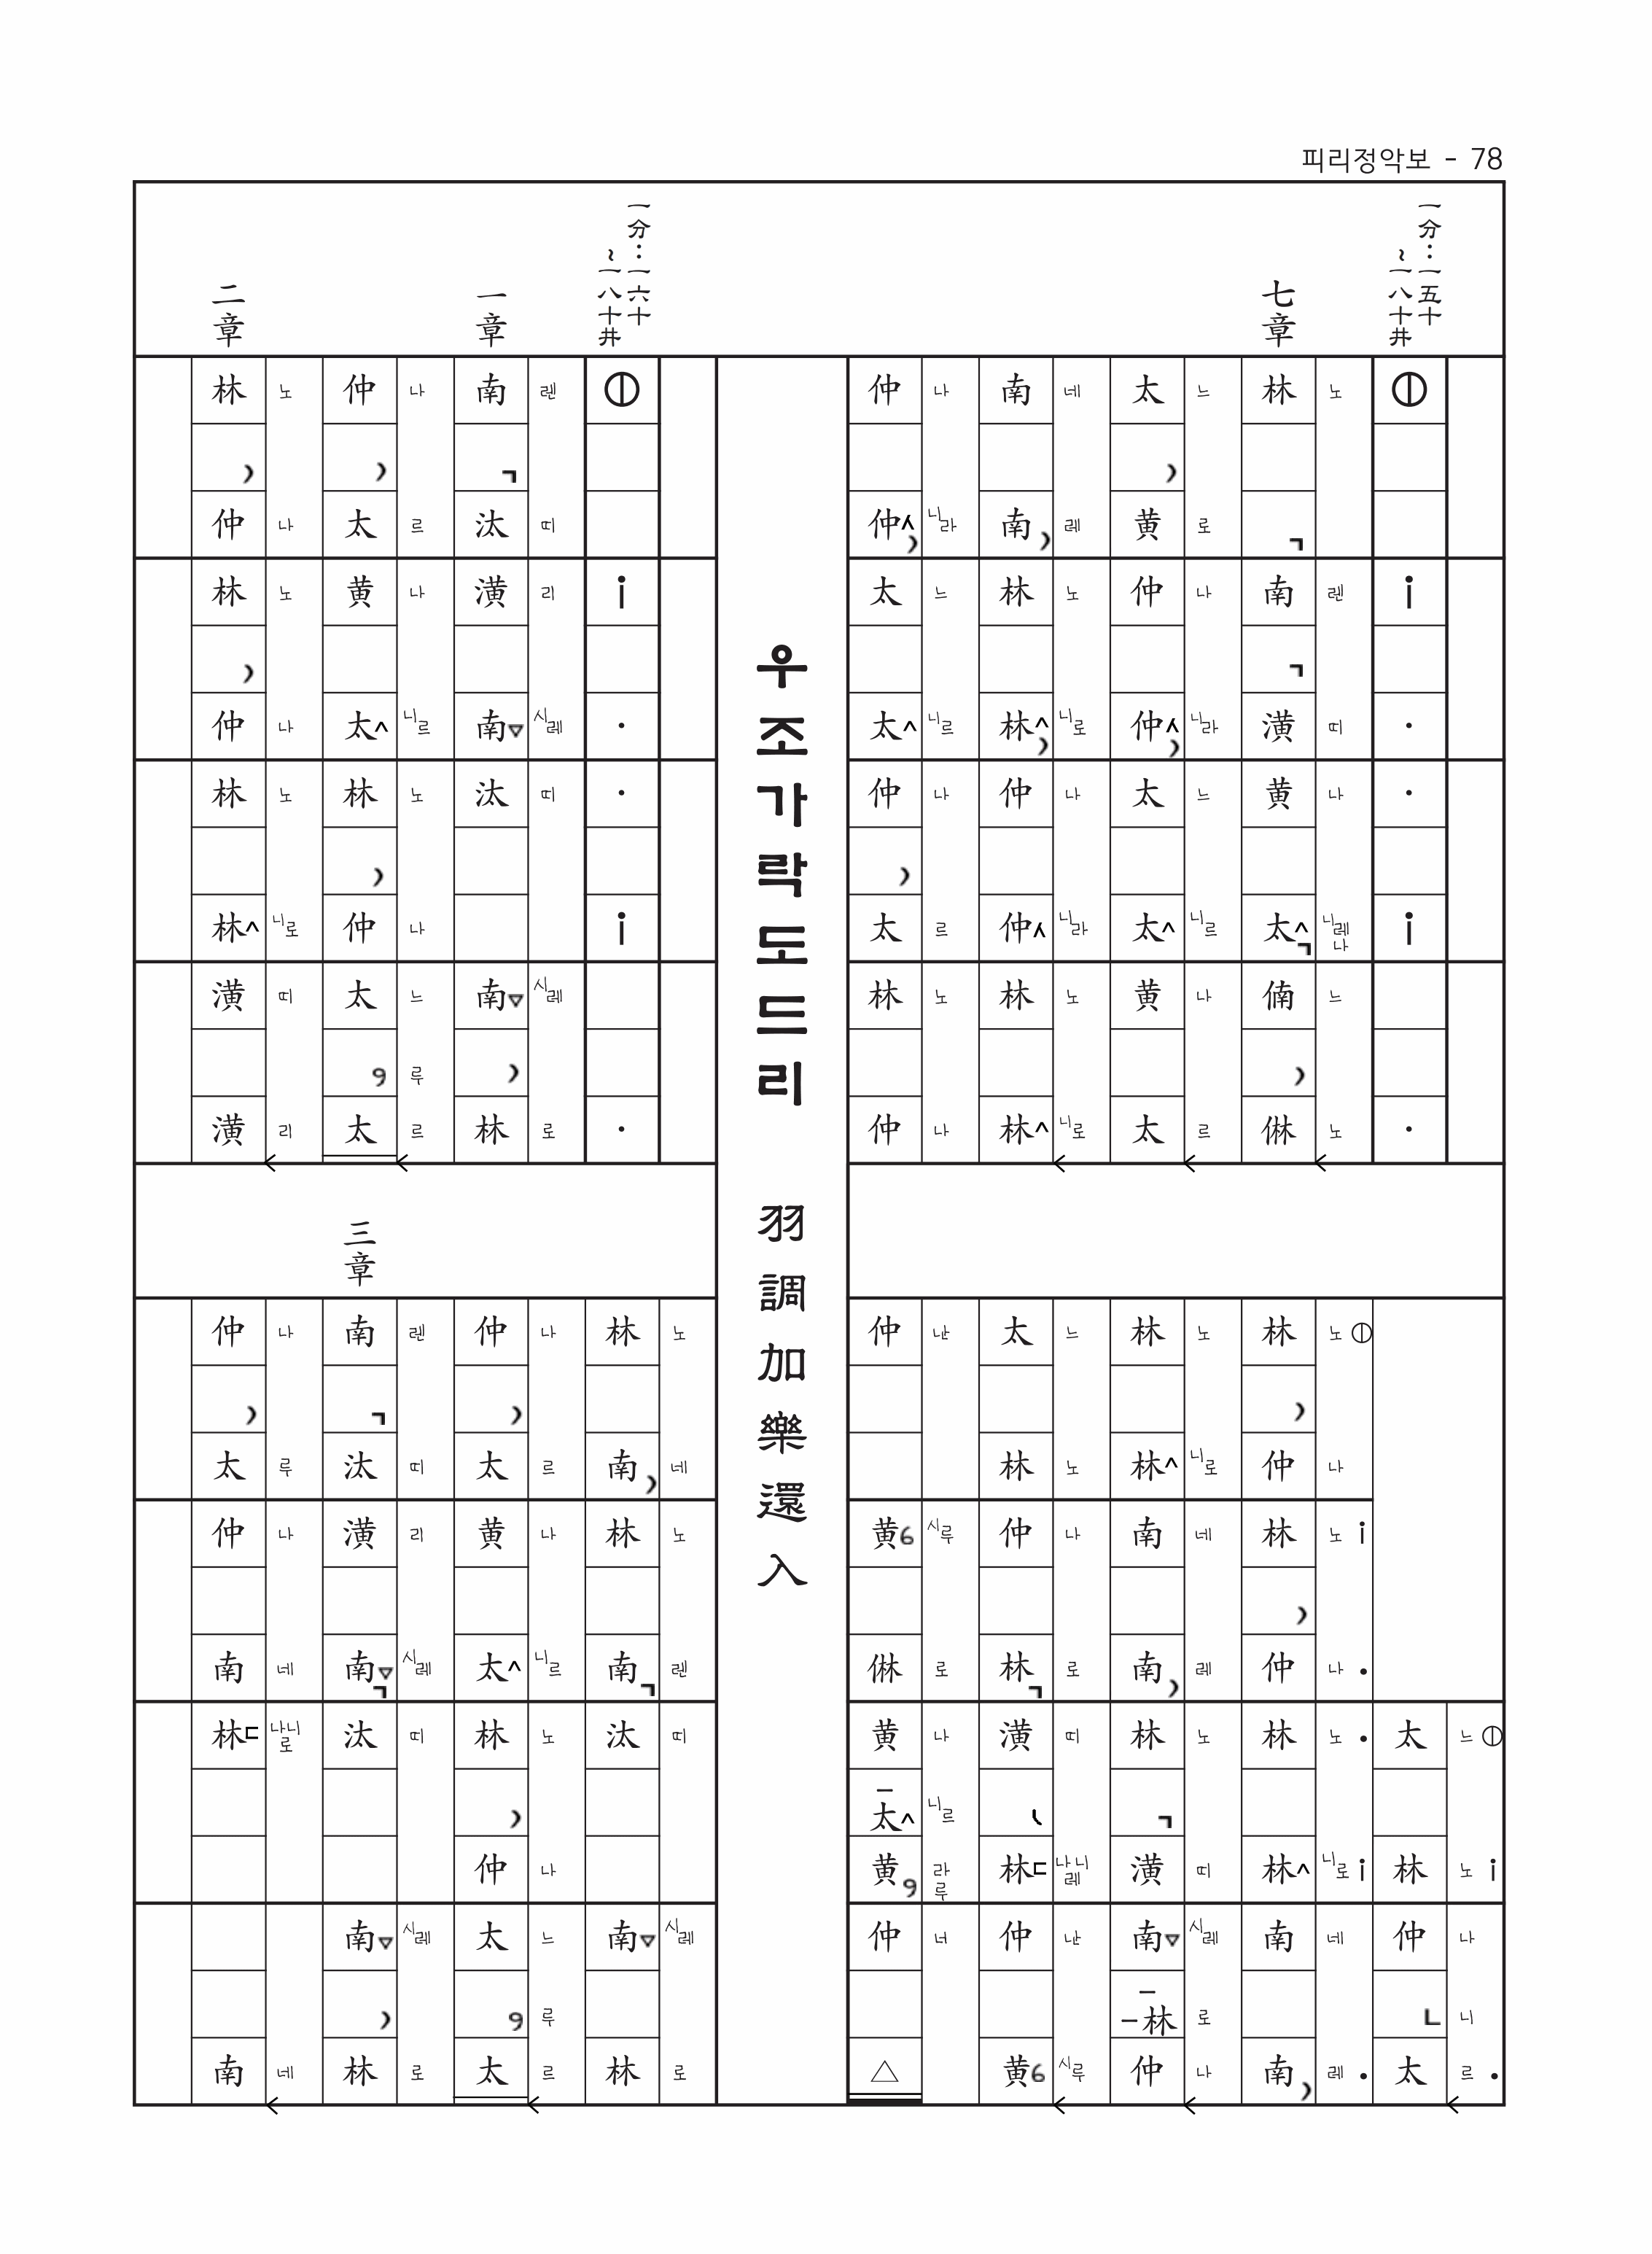 피리정악보 - 78
一分:一五十
~一八十井
七章
林 南 潢 黄 太 㑲 㑣
노 렌 띠 나 니레나 느 노
太 黄 仲 仲 太 太 黄 太
느 로 나 니라 느 니르 나 르
南 南 林 林 仲 仲 林 林
네 레 노 니로 나 니라 노 니로
仲 仲 太 太 仲 太 林 仲
나 니라 느 니르 나 르 노 나
太 林 仲 太
느 노 나 니 르
林 仲 林 仲 林 林 南 南
노 나 노 나 노 니로 네 레
林 林 南 南 林 潢 南 林 仲
노 니로 네 레 노 띠 시레 로 나
太 林 仲 林 潢 林 仲 黄
느 노 나 로 띠 나니레 난 시루
仲 黄 㑣 黄 太 黄 仲 △
난 시루 로 나 니르 라루 너
우조가락도드리 羽調加樂還入
一分:一六十
~一八十井
一章
南 汰 潢 南 汰 南 林
렌 띠 리 시레 띠 시레 로
仲 太 黄 太 林 仲 太 太
나 르 나 니르 노 나 느 루 르
二章
林 仲 林 仲 林 林 潢 潢
노 나 노 나 노 니로 띠 리
林 南 林 南 汰 南 林
노 네 노 렌 띠 시레 로
仲 太 黄 太 林 仲 太 太
나 르 나 니르 노 나 느 루 르
三章
南 汰 潢 南 汰 南 林
렌 띠 리 시레 띠 시레 로
仲 太 仲 南 林 南
나 루 나 네 나니로 네